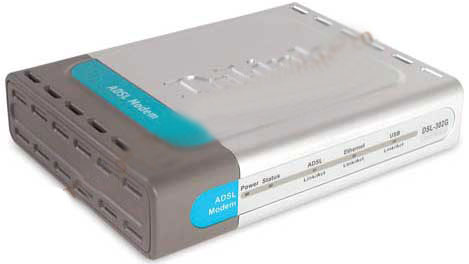 ADSL Modem
D-Link
DSL-302G
Power Status ADSL Ethernet USB
Link/Act Link/Act Link/Act
ADSL
Modem